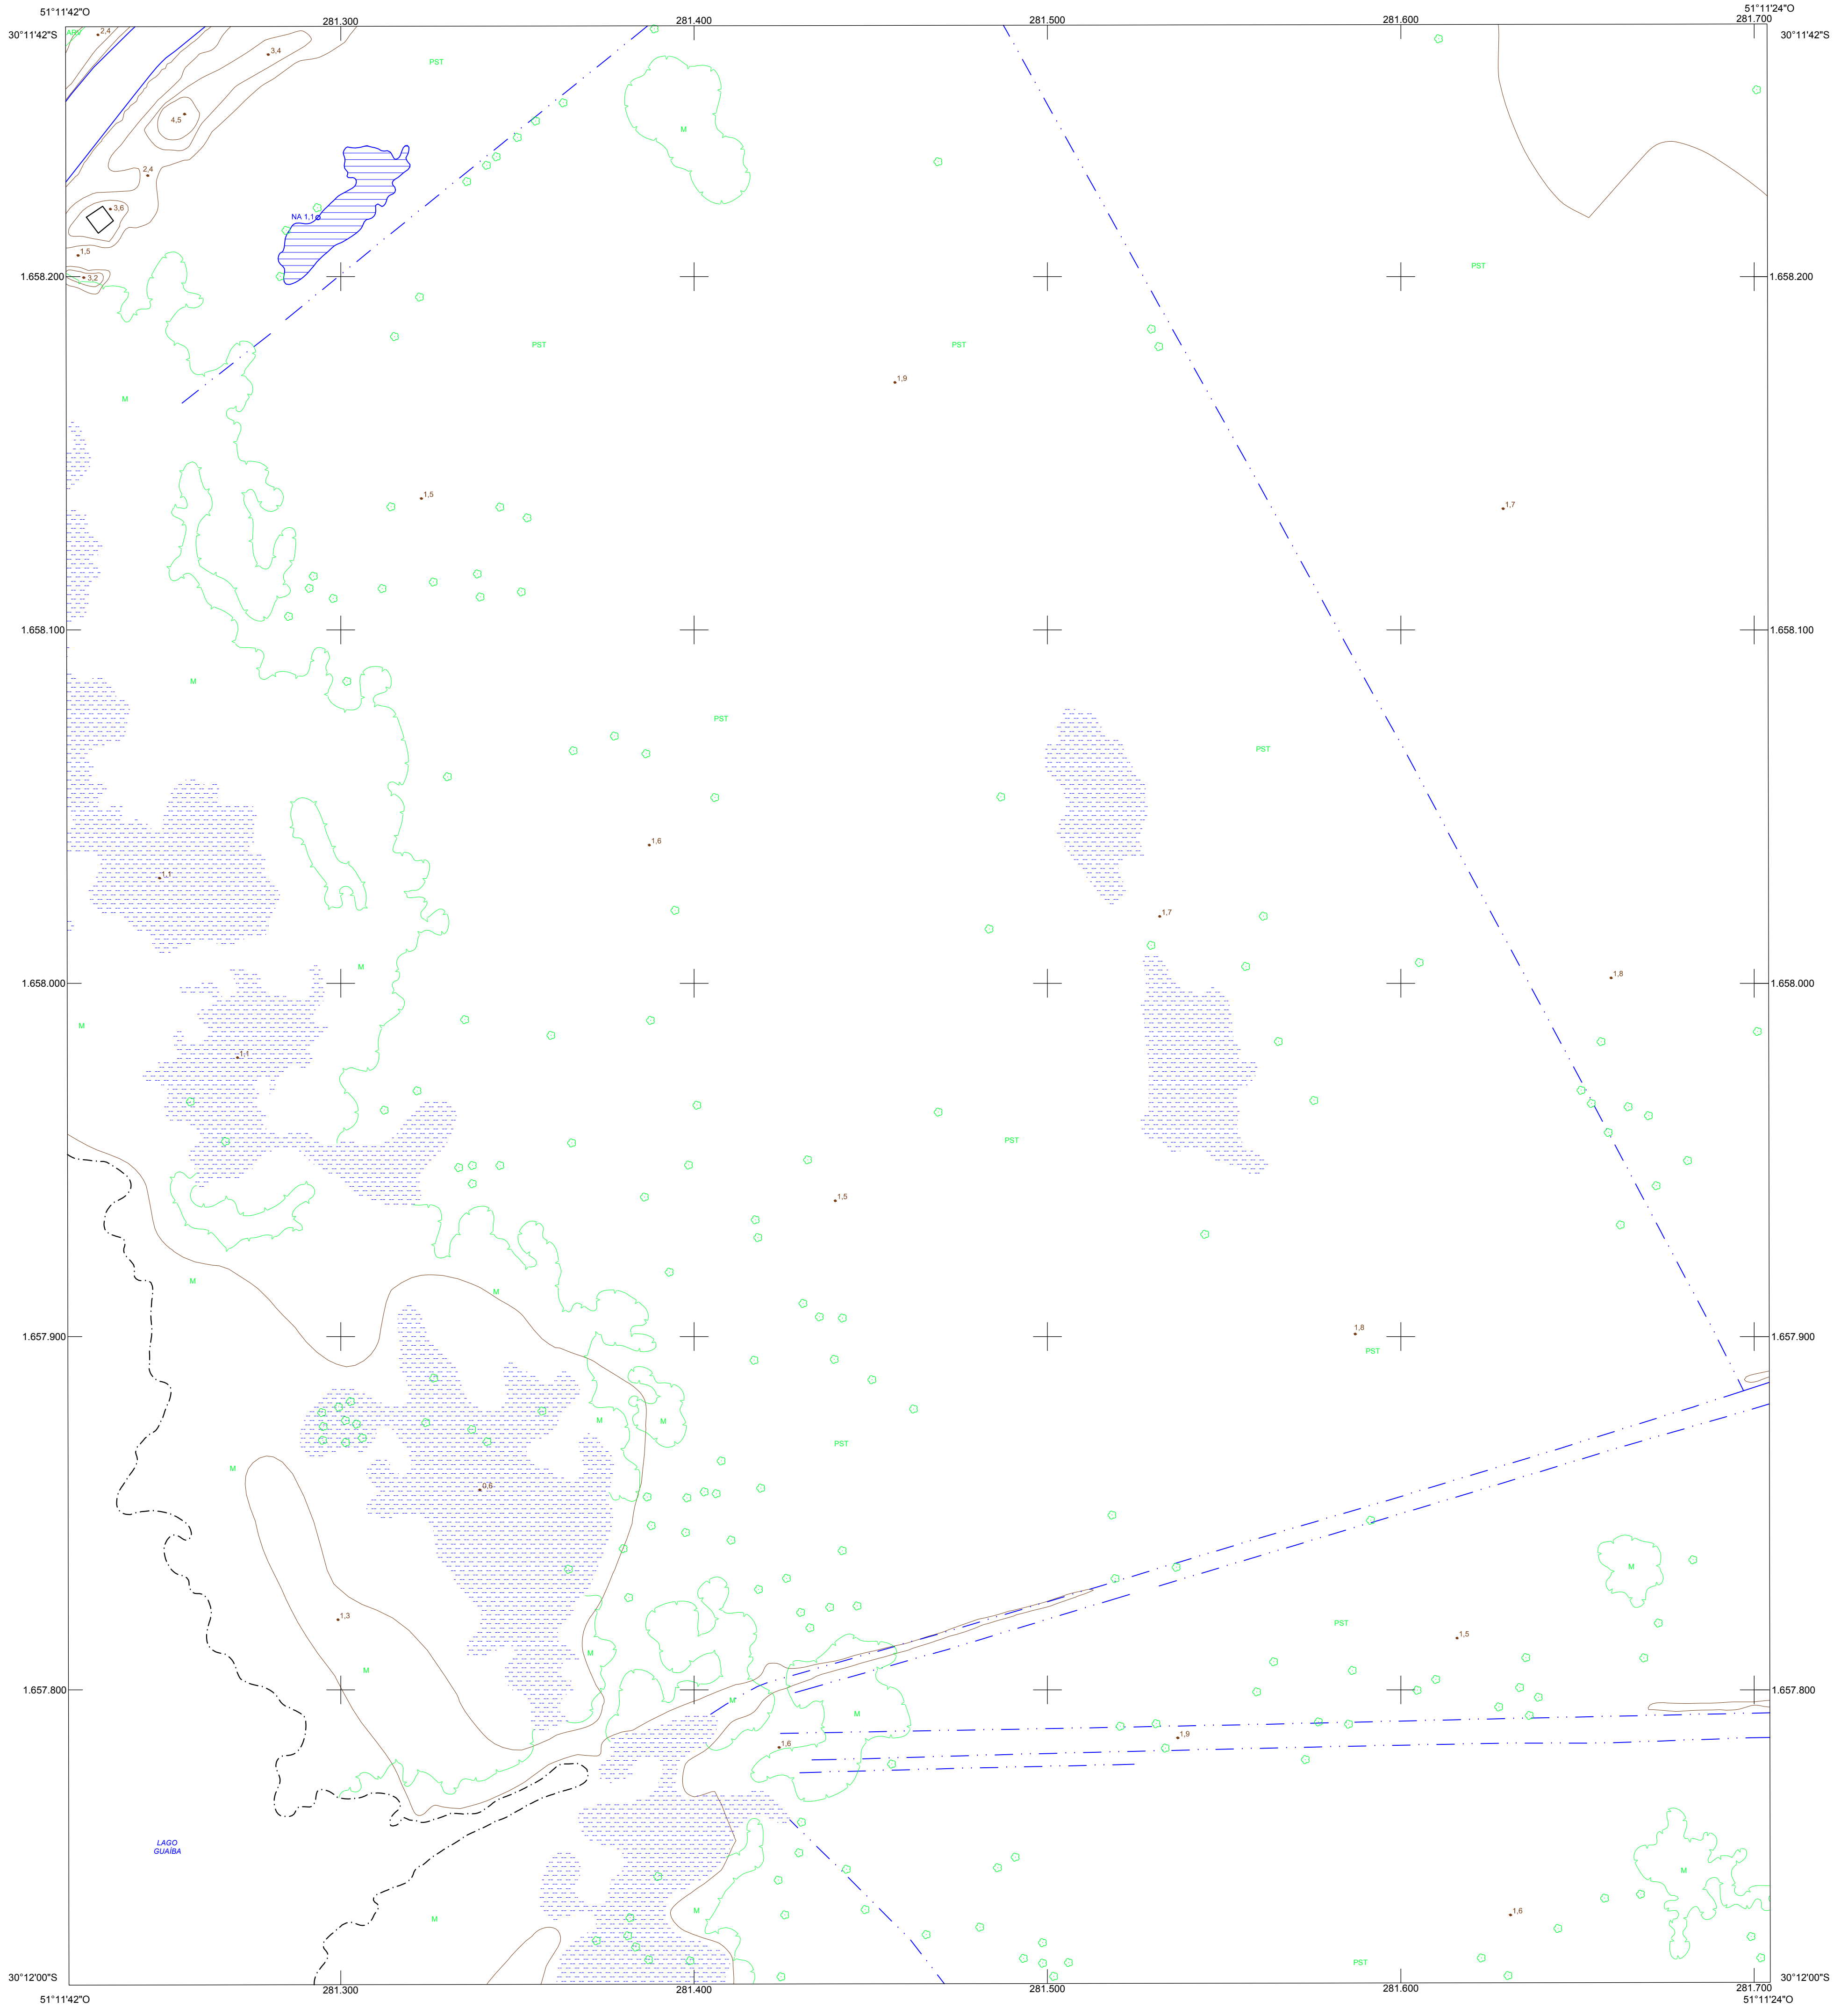 51°11'42"O
51°11'24"O
281.300
281.400
281.500
281.600
281.700
30°11'42"S
30°11'42"S
ARV
2,4
3,4
PST
4,5
M
2,4
3,6
NA 1,1
1,5
3,2
PST
1.658.200
1.658.200
PST
PST
1,9
M
1,5
1,7
1.658.100
1.658.100
M
PST
PST
1,6
1,1
1,7
M
1,8
1.658.000
1.658.000
M
1,1
PST
1,5
M
M
1,8
1.657.900
1.657.900
PST
M
M
PST
M
0,6
M
1,3
PST
1,5
M
M
1.657.800
1.657.800
M
M
1,9
1,6
LAGO
GUAÍBA
M
M
M
1,6
PST
30°12'00"S
30°12'00"S
281.300
281.400
281.500
281.600
281.700
51°11'42"O
51°11'24"O